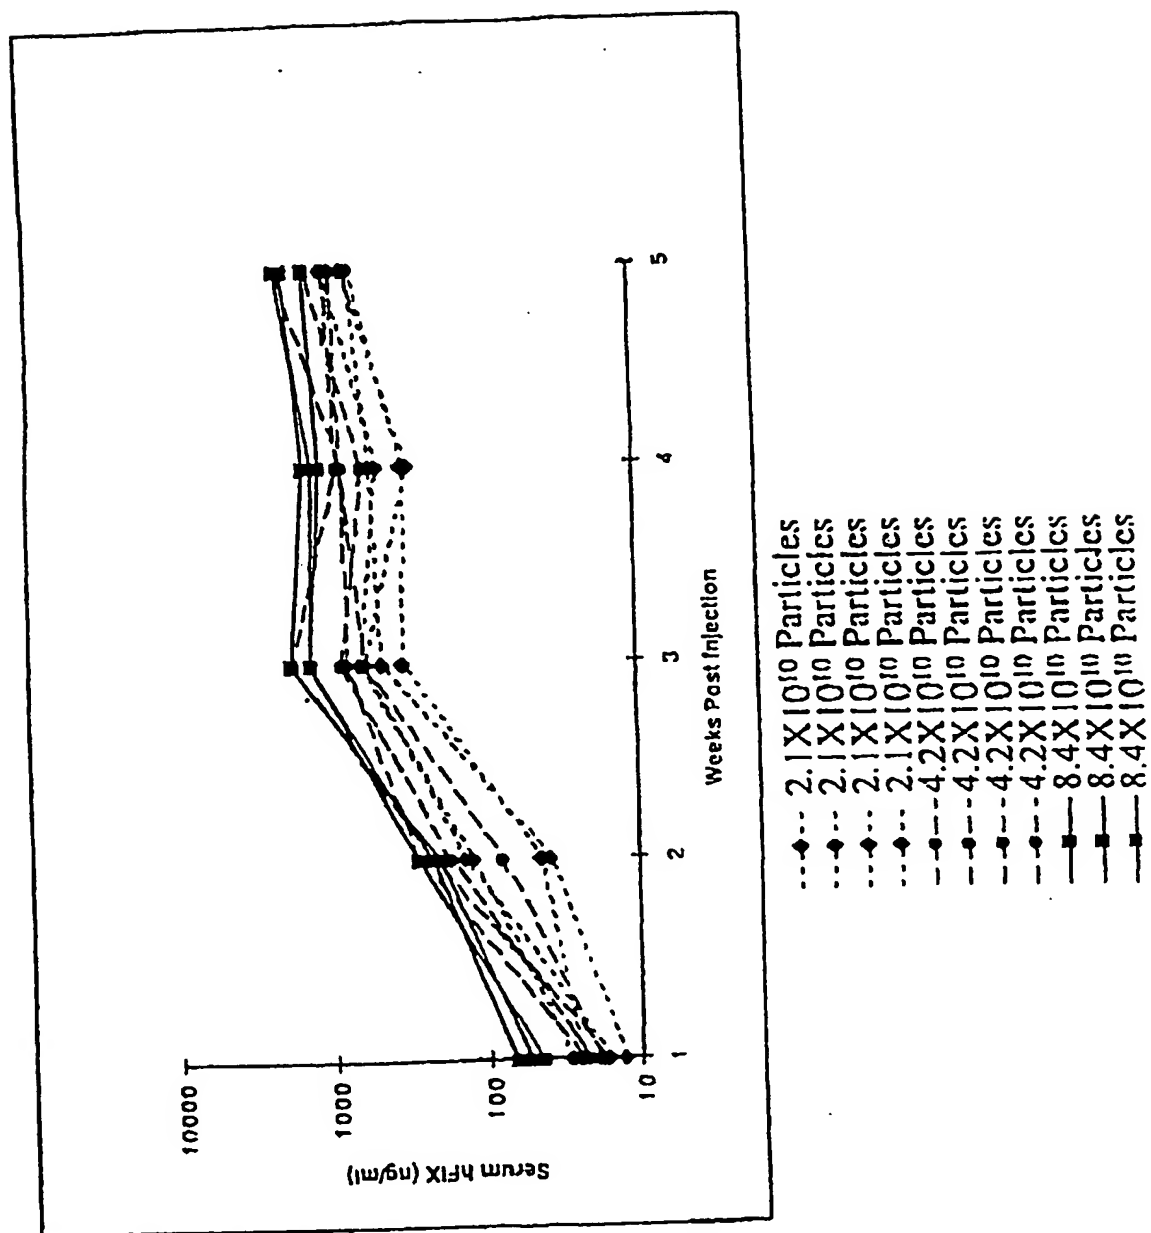 10000
1000
100
10
Serum hFIX (ng/ml)
1
2
3
4
5
Weeks Past Injection
2.1X10¹⁰ Particles
2.1X10¹⁰ Particles
2.1X10¹⁰ Particles
2.1X10¹⁰ Particles
4.2X10¹⁰ Particles
4.2X10¹⁰ Particles
4.2X10¹⁰ Particles
4.2X10¹⁰ Particles
8.4X10¹⁰ Particles
8.4X10¹⁰ Particles
8.4X10¹⁰ Particles